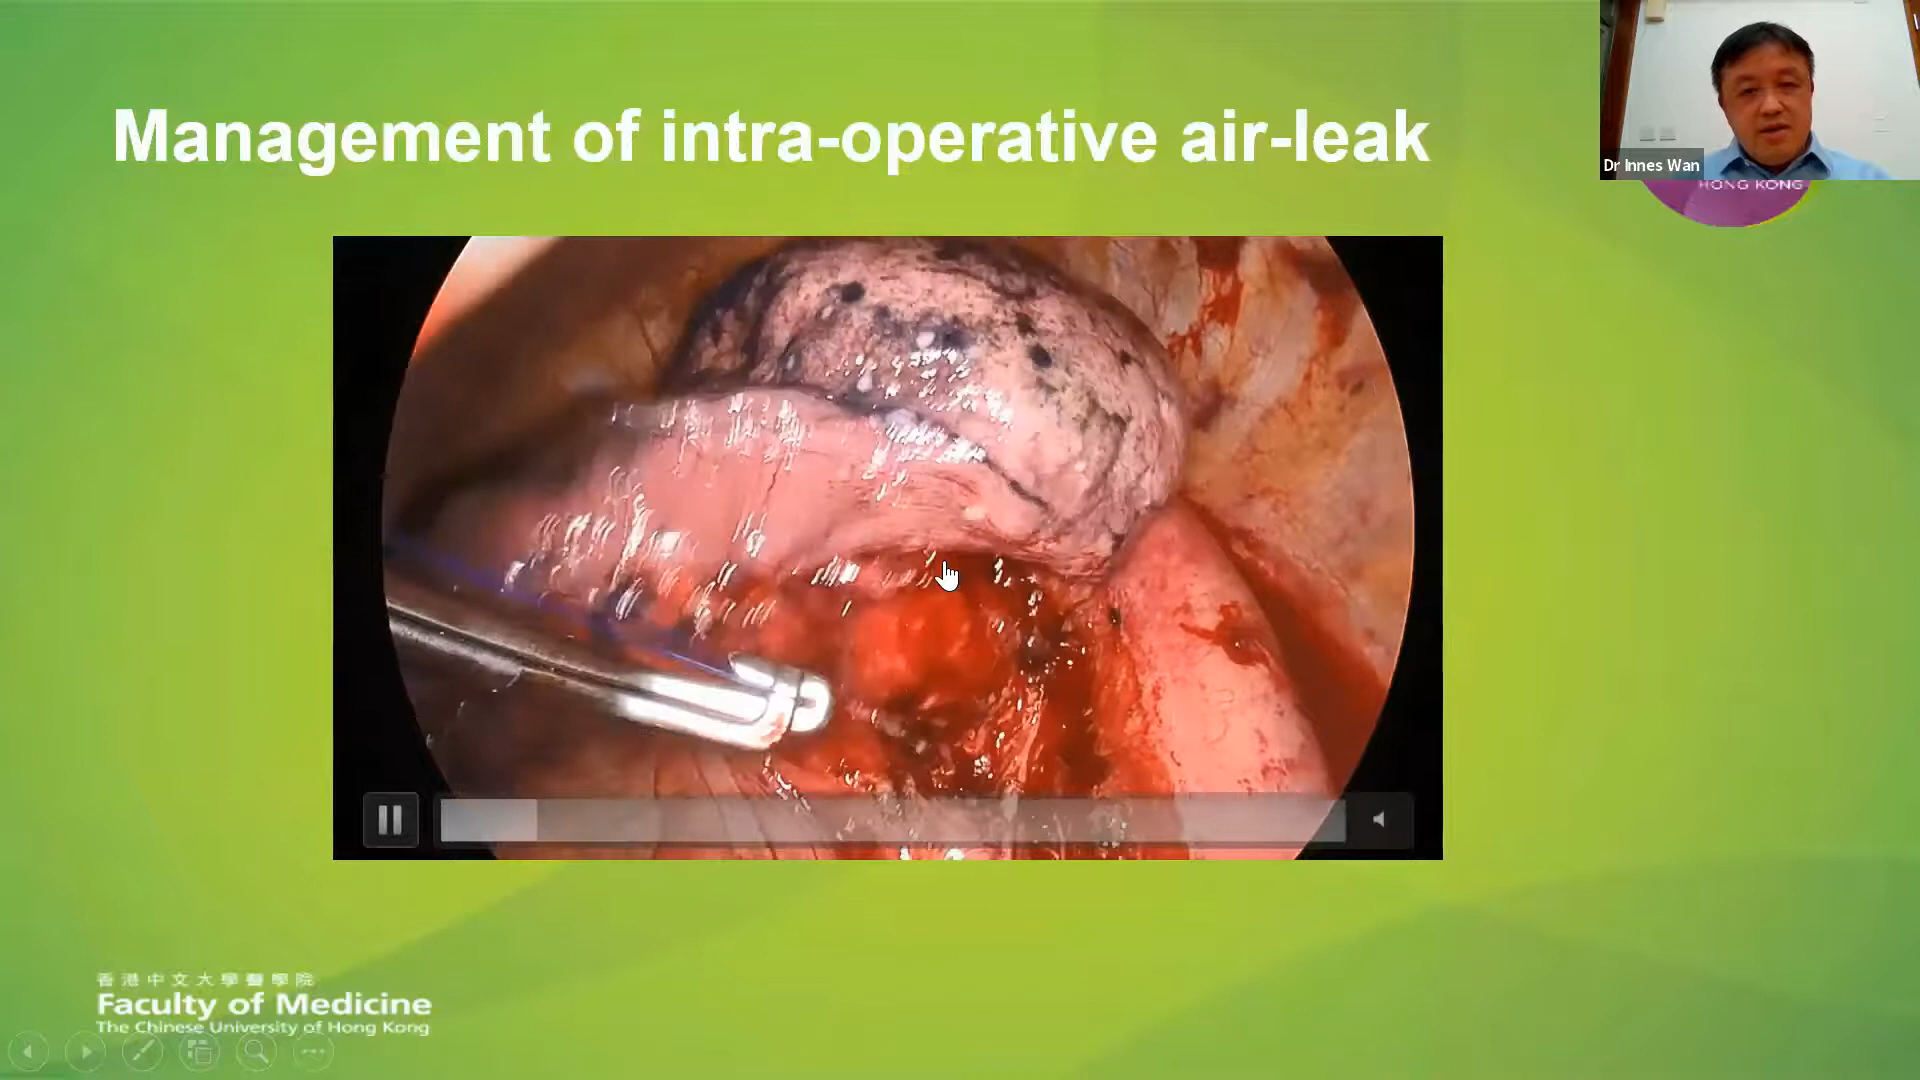 Management of intra-operative air-leak
Dr Innes Wan
HONG KONG
香港中文大學醫學院
Faculty of Medicine
The Chinese University of Hong Kong